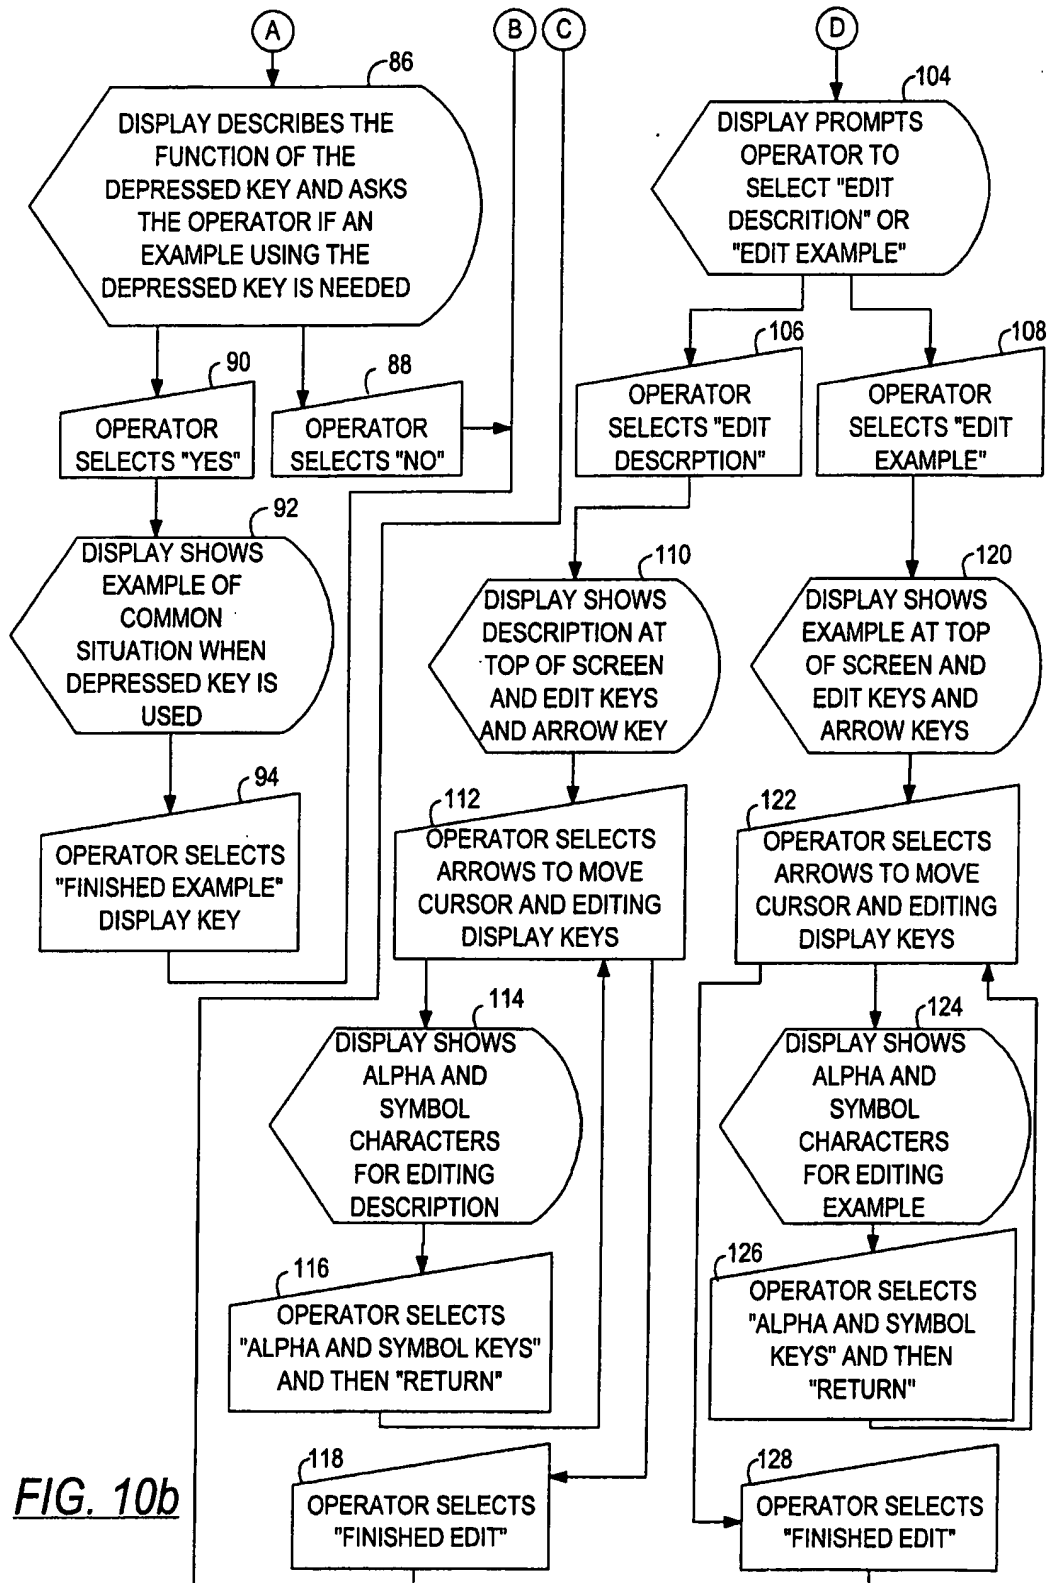 A
B
C
D
86
DISPLAY DESCRIBES THE
FUNCTION OF THE
DEPRESSED KEY AND ASKS
THE OPERATOR IF AN
EXAMPLE USING THE
DEPRESSED KEY IS NEEDED
90
OPERATOR
SELECTS "YES"
88
OPERATOR
SELECTS "NO"
92
DISPLAY SHOWS
EXAMPLE OF
COMMON
SITUATION WHEN
DEPRESSED KEY IS
USED
94
OPERATOR SELECTS
"FINISHED EXAMPLE"
DISPLAY KEY
104
DISPLAY PROMPTS
OPERATOR TO
SELECT "EDIT
DESCRITION" OR
"EDIT EXAMPLE"
106
OPERATOR
SELECTS "EDIT
DESCRPTION"
108
OPERATOR
SELECTS "EDIT
EXAMPLE"
110
DISPLAY SHOWS
DESCRIPTION AT
TOP OF SCREEN
AND EDIT KEYS
AND ARROW KEY
120
DISPLAY SHOWS
EXAMPLE AT TOP
OF SCREEN AND
EDIT KEYS AND
ARROW KEYS
112
OPERATOR SELECTS
ARROWS TO MOVE
CURSOR AND EDITING
DISPLAY KEYS
122
OPERATOR SELECTS
ARROWS TO MOVE
CURSOR AND EDITING
DISPLAY KEYS
114
DISPLAY SHOWS
ALPHA AND
SYMBOL
CHARACTERS
FOR EDITING
DESCRIPTION
124
DISPLAY SHOWS
ALPHA AND
SYMBOL
CHARACTERS
FOR EDITING
EXAMPLE
116
OPERATOR SELECTS
"ALPHA AND SYMBOL KEYS"
AND THEN "RETURN"
126
OPERATOR SELECTS
"ALPHA AND SYMBOL
KEYS" AND THEN
"RETURN"
118
OPERATOR SELECTS
"FINISHED EDIT"
128
OPERATOR SELECTS
"FINISHED EDIT"
FIG. 10b